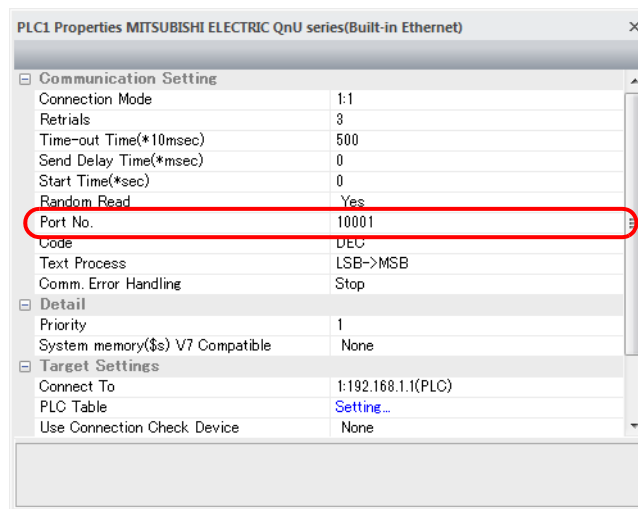 PLC1 Properties MITSUBISHI ELECTRIC QnU series(Built-in Ethernet)
Communication Setting
Connection Mode 1:1
Retrials 3
Time-out Time(*10msec) 500
Send Delay Time(*msec) 0
Start Time(*sec) 0
Random Read Yes
Port No. 10001
Code DEC
Text Process LSB->MSB
Comm. Error Handling Stop
Detail
Priority 1
System memory($s) V7 Compatible None
Target Settings
Connect To 1:192.168.1.1(PLC)
PLC Table Setting...
Use Connection Check Device None